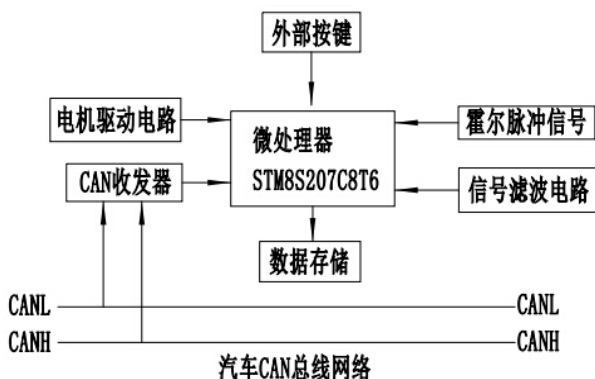 外部按键
电机驱动电路
微处理器
STM8S207C8T6
霍尔脉冲信号
CAN收发器
信号滤波电路
数据存储
CANL
CANL
CANH
CANH
汽车CAN总线网络